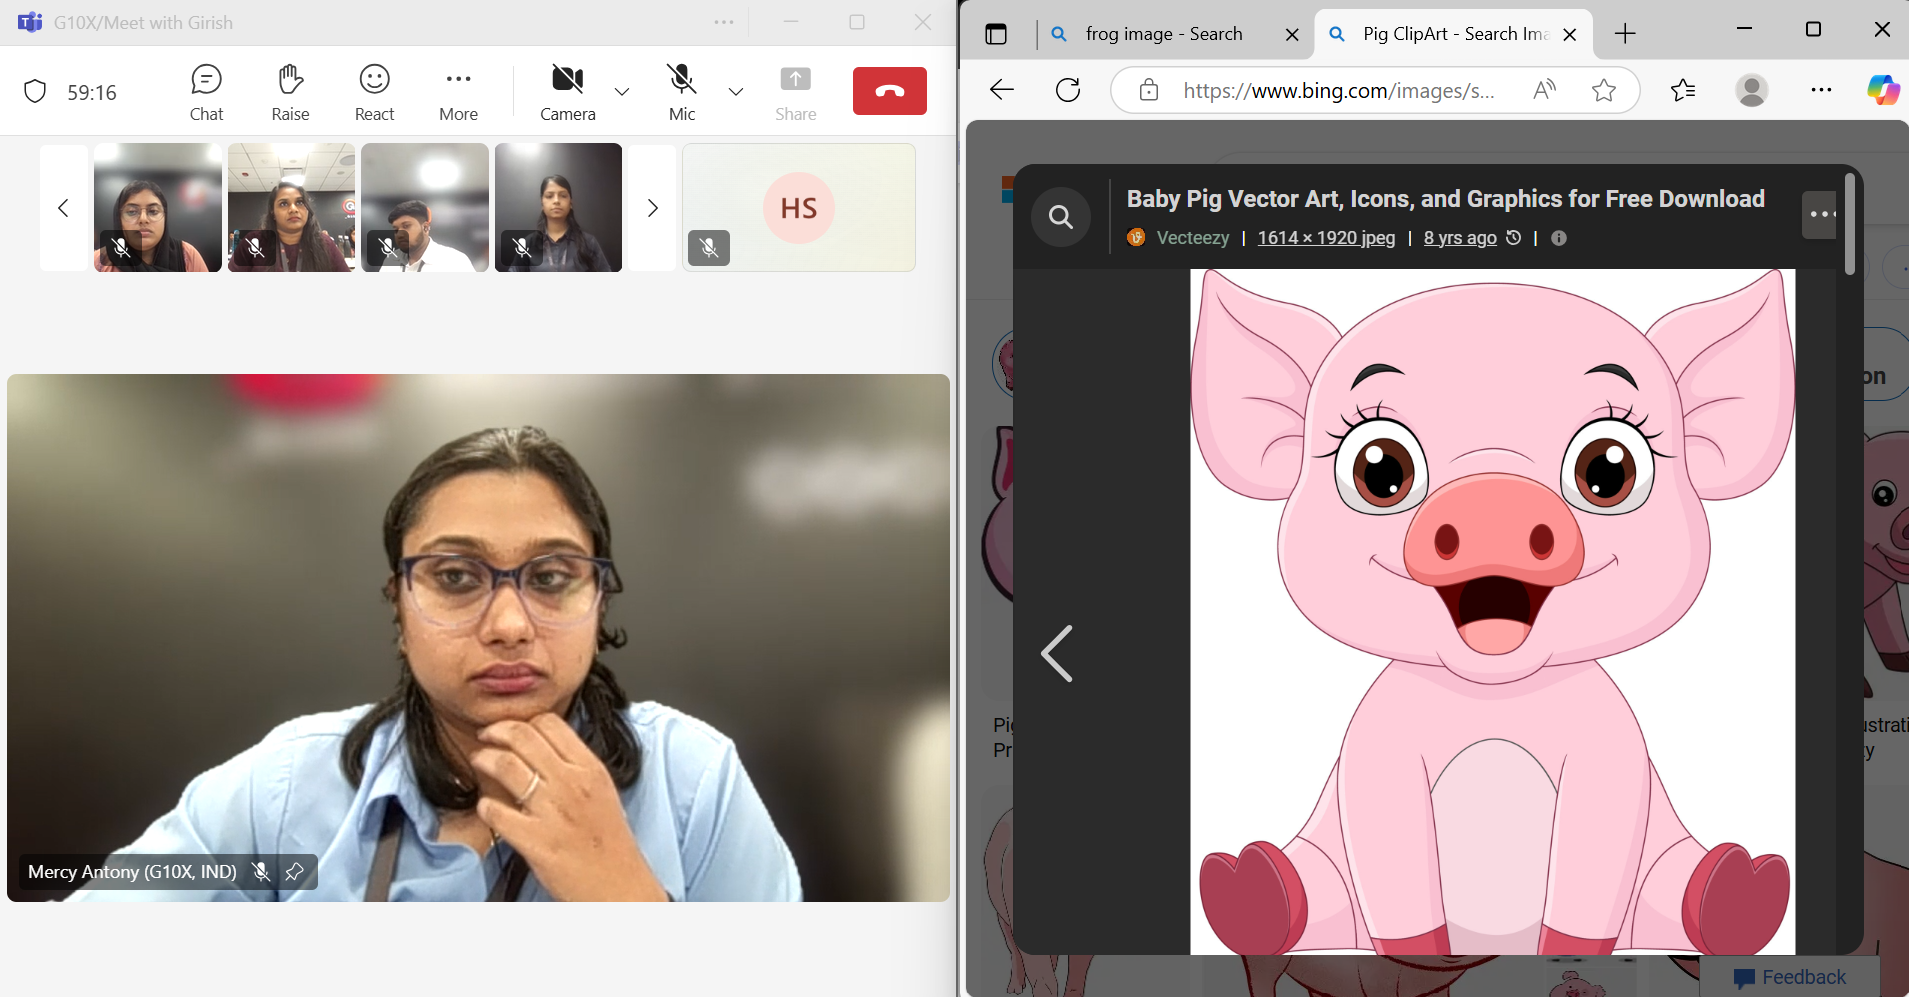 G10X/Meet with Girish
59:16
Chat
Raise
React
More
Camera
Mic
Share
HS
Mercy Antony (G10X, IND)
frog image - Search
Pig ClipArt - Search Ima
https://www.bing.com/images/s...
Baby Pig Vector Art, Icons, and Graphics for Free Download
Vecteezy | 1614 × 1920 jpeg | 8 yrs ago
on
Pr
Feedback